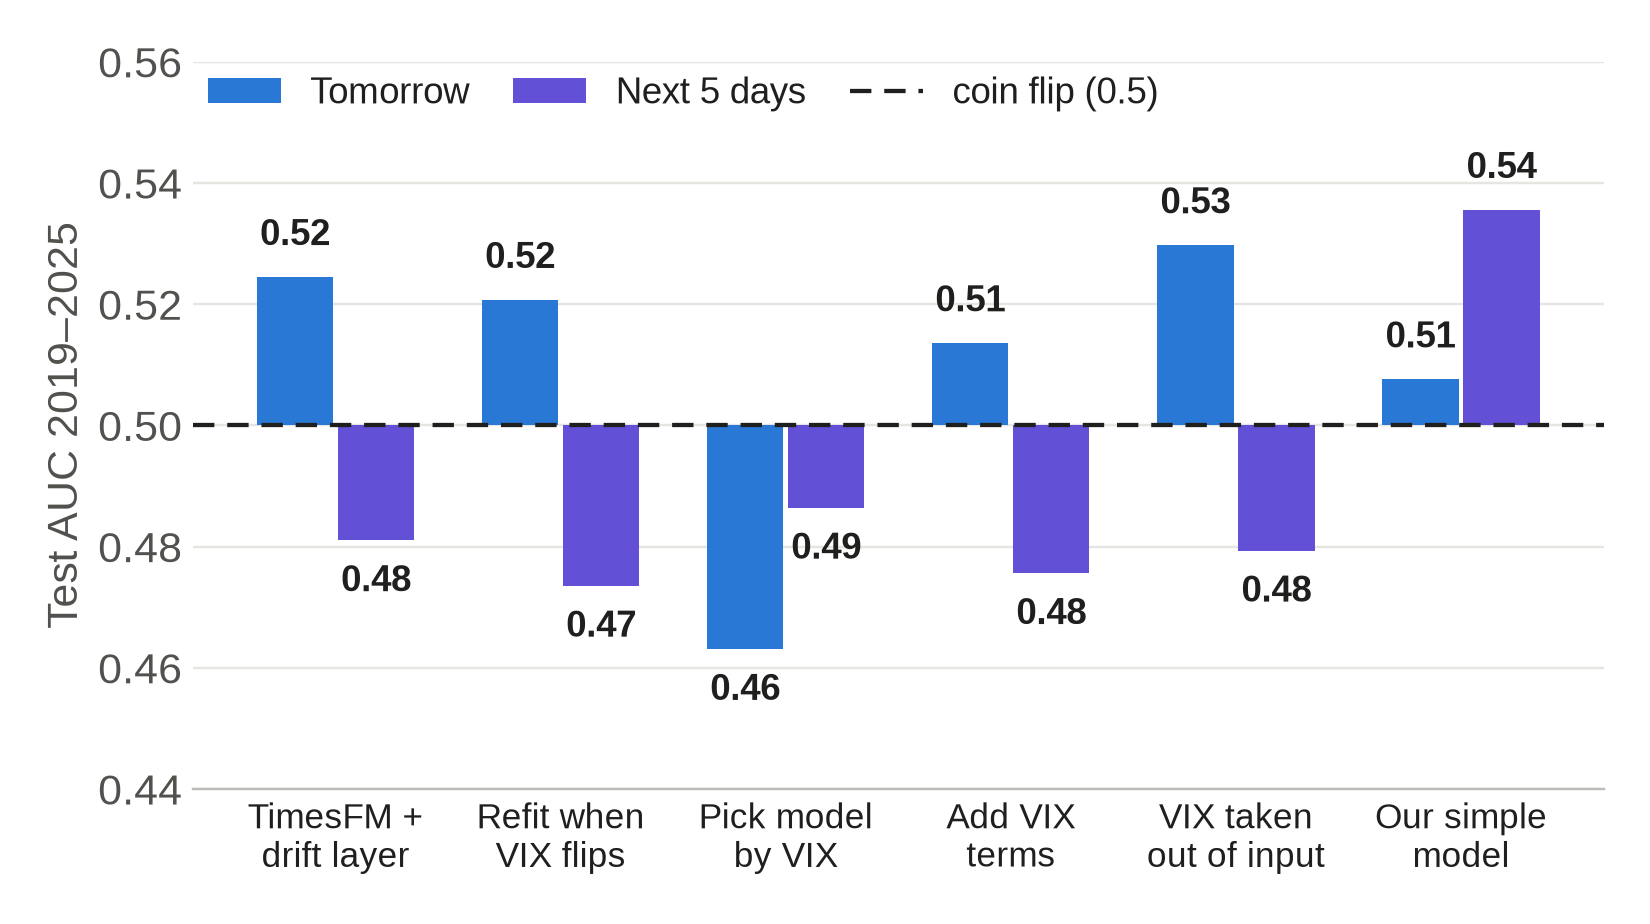 0.56
Tomorrow Next 5 days coin flip (0.5)
0.54
0.52
0.50
0.48
0.46
0.44
Test AUC 2019–2025
0.52
0.48
0.52
0.47
0.46
0.49
0.51
0.48
0.53
0.48
0.51
0.54
TimesFM +
drift layer
Refit when
VIX flips
Pick model
by VIX
Add VIX
terms
VIX taken
out of input
Our simple
model